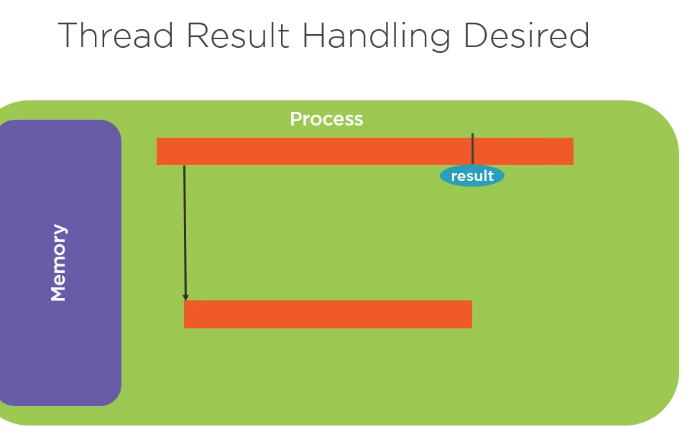 Thread Result Handling Desired
Process
result
Memory